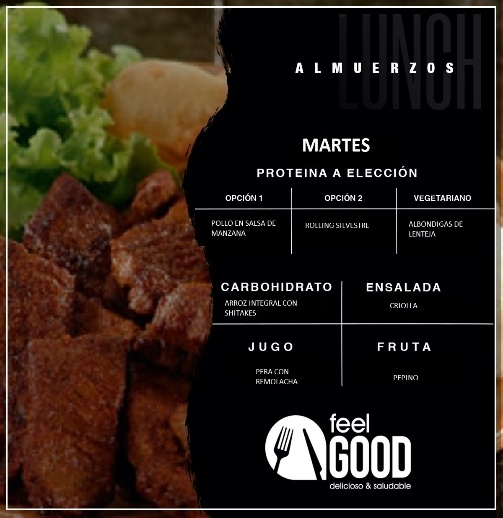 LUNCH
ALMUERZOS
MARTES
PROTEINA A ELECCIÓN
OPCIÓN 1
OPCIÓN 2
VEGETARIANO
POLLO EN SALSA DE
MANZANA
ROLLING SILVESTRE
ALBONDIGAS DE
LENTEJA
CARBOHIDRATO
ENSALADA
ARROZ INTEGRAL CON
SHITAKES
CRIOLLA
JUGO
FRUTA
PERA CON
REMOLACHA
PEPINO
feel
GOOD
delicioso & saludable